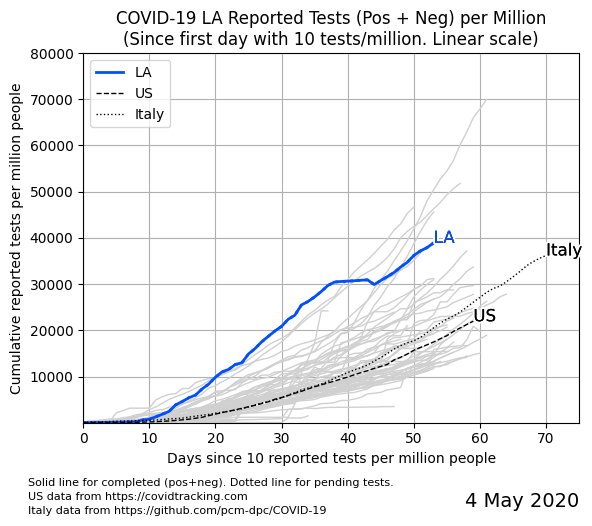 COVID-19 LA Reported Tests (Pos + Neg) per Million
(Since first day with 10 tests/million. Linear scale)
Cumulative reported tests per million people
80000
70000
60000
50000
40000
30000
20000
10000
LA
US
Italy
LA
Italy
US
0 10 20 30 40 50 60 70
Days since 10 reported tests per million people
Solid line for completed (pos+neg). Dotted line for pending tests.
US data from https://covidtracking.com
Italy data from https://github.com/pcm-dpc/COVID-19
4 May 2020